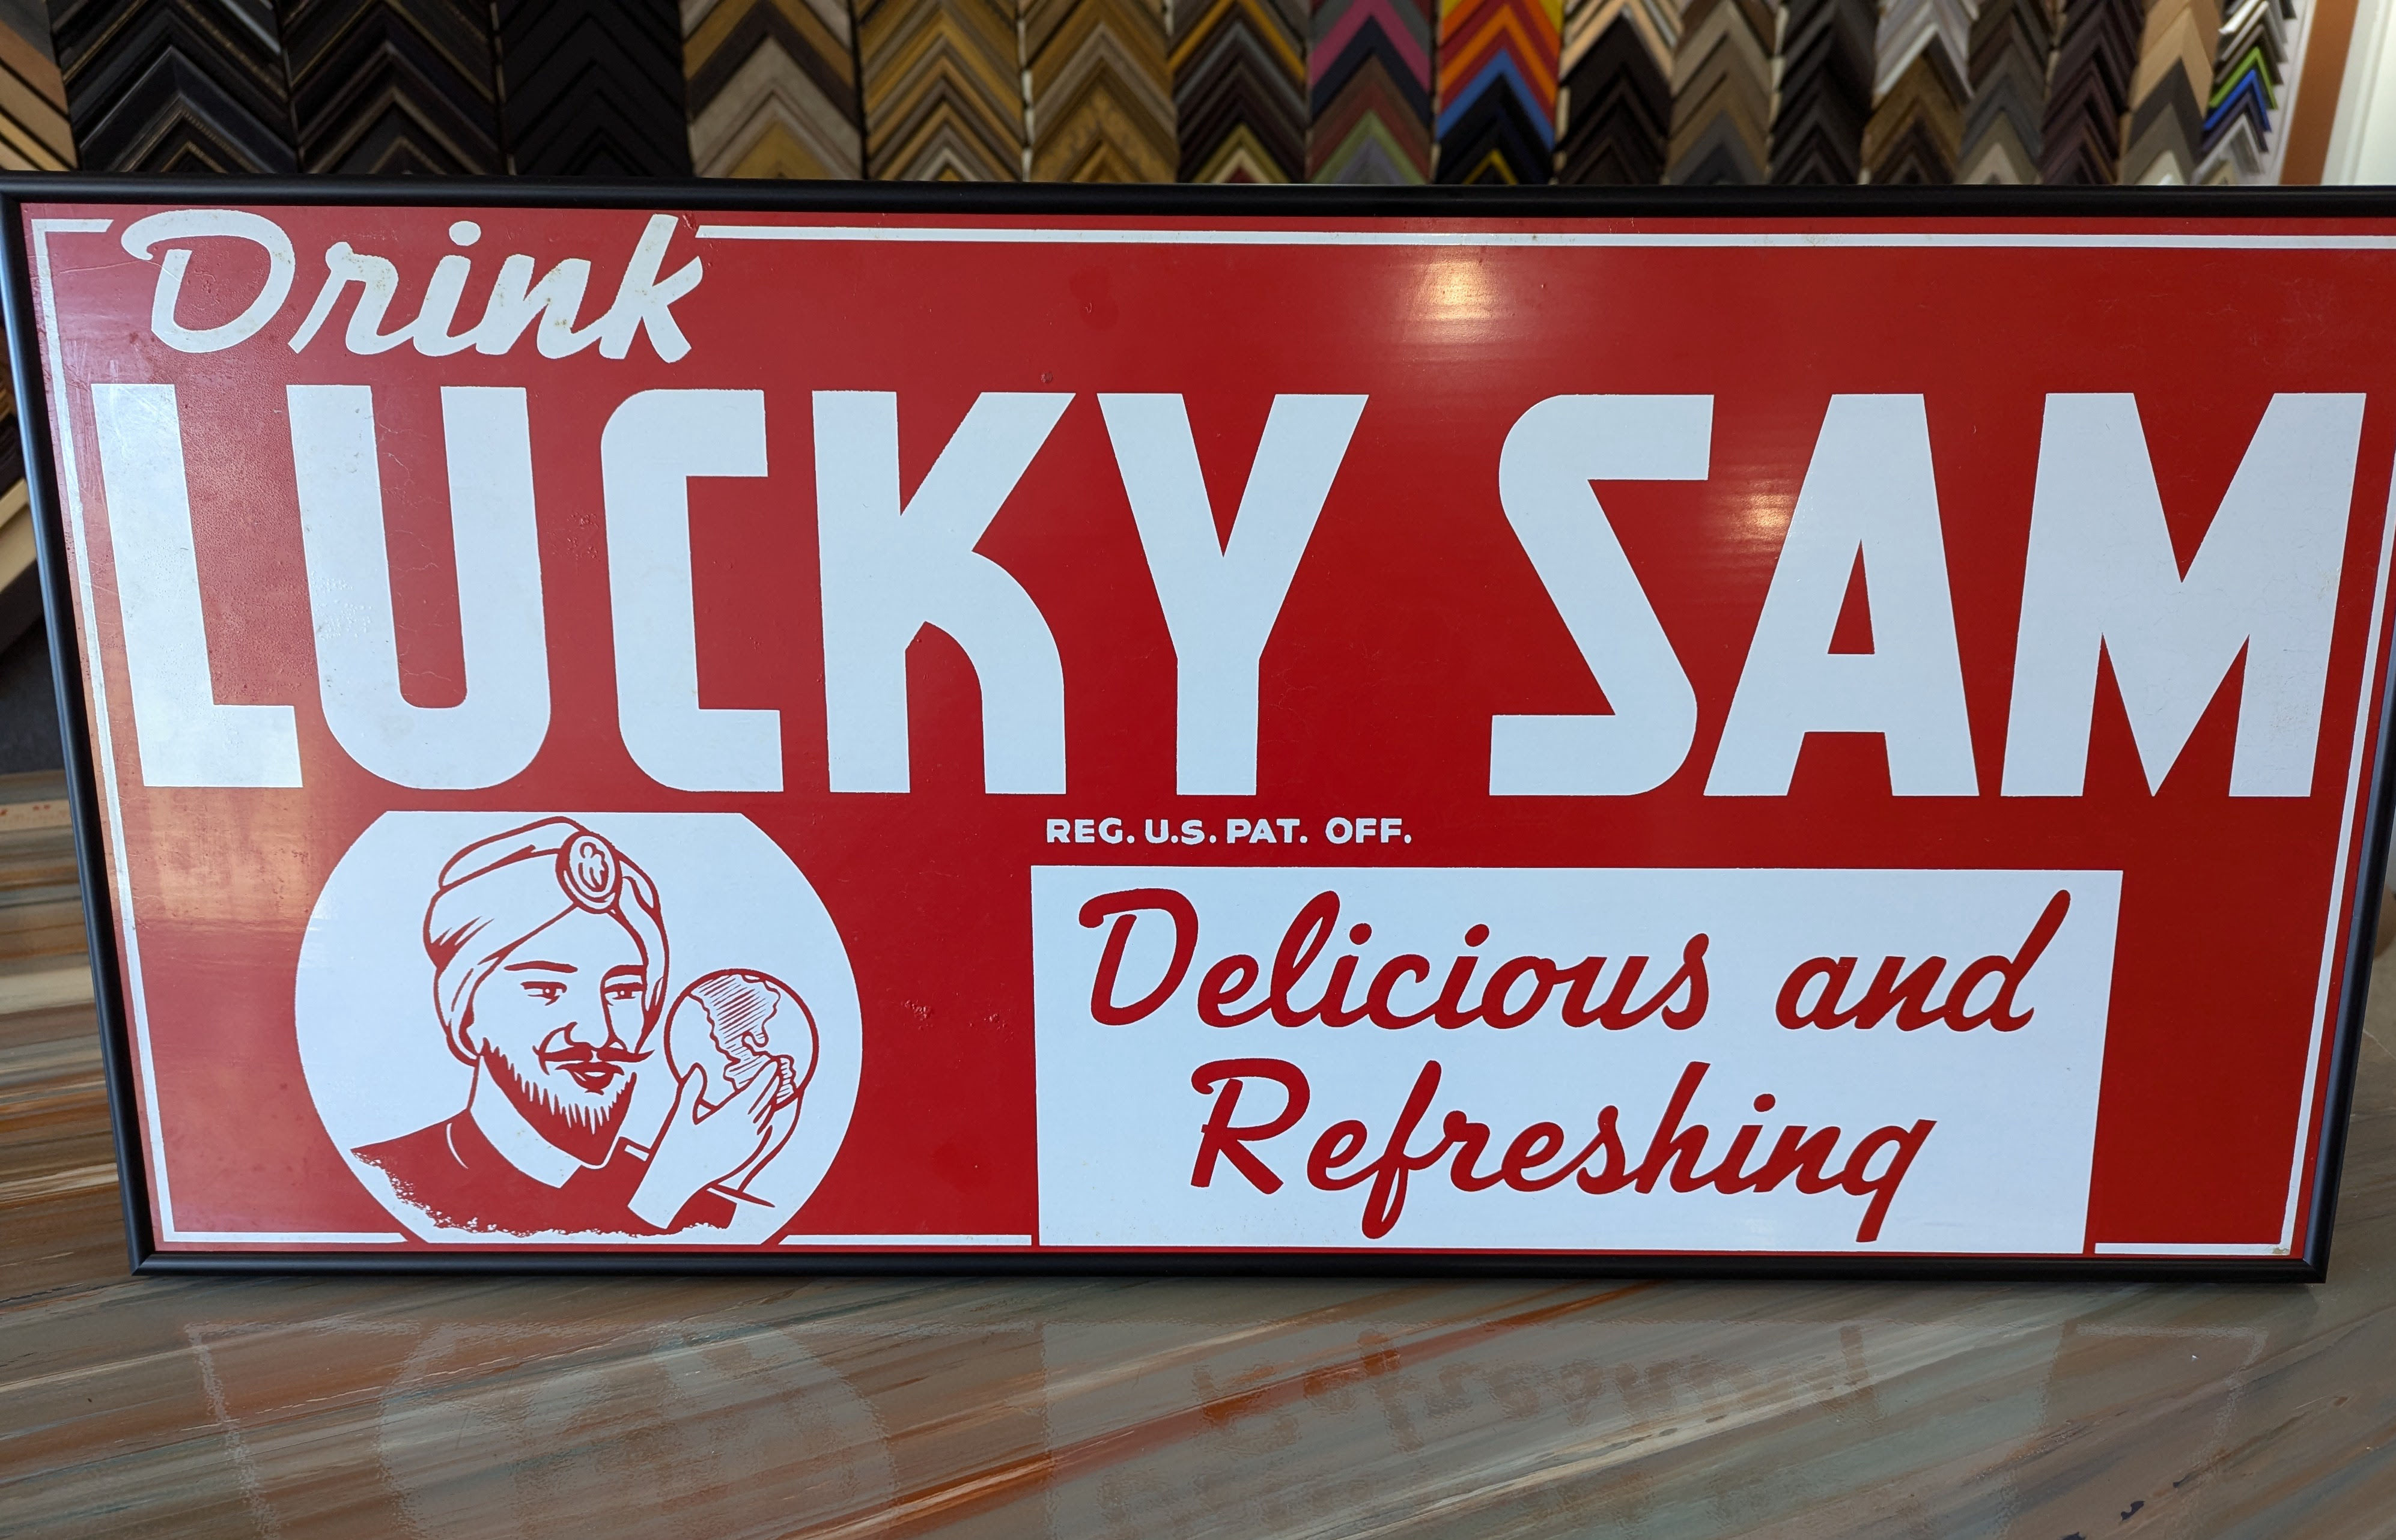 Drink
LUCKY SAM
REG. U.S. PAT. OFF.
Delicious and
Refreshing